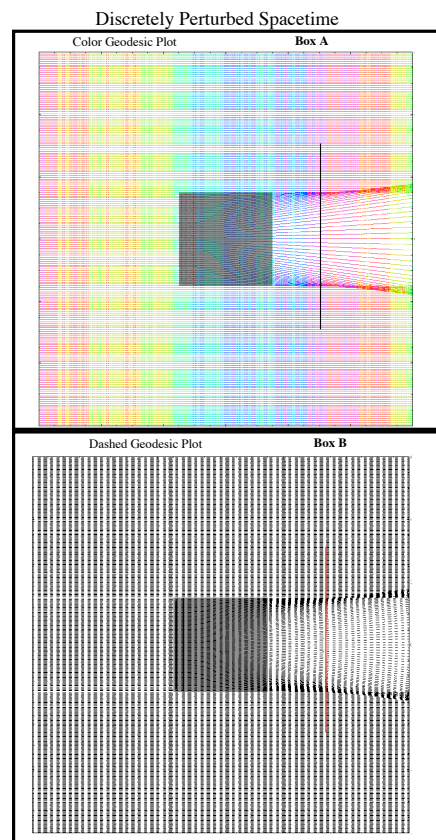 Discretely Perturbed Spacetime
Color Geodesic Plot Box A
Dashed Geodesic Plot Box B